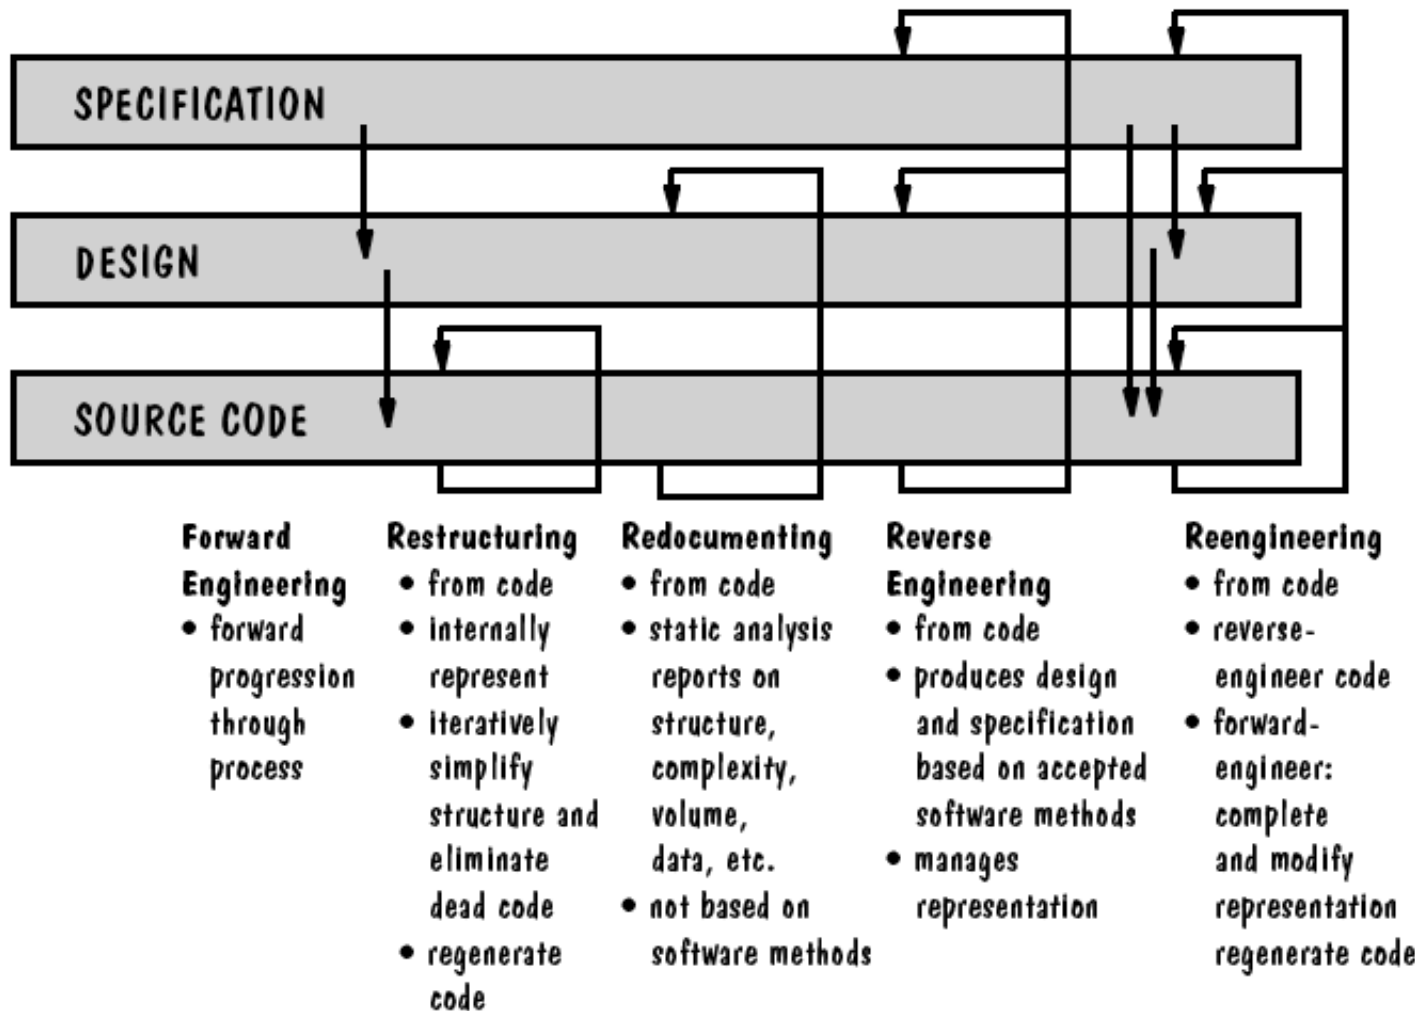 SPECIFICATION
DESIGN
SOURCE CODE
Forward
Engineering
• forward
progression
through
process
Restructuring
• from code
• internally
represent
• iteratively
simplify
structure and
eliminate
dead code
• regenerate
code
Redocumenting
• from code
• static analysis
reports on
structure,
complexity,
volume,
data, etc.
• not based on
software methods
Reverse
Engineering
• from code
• produces design
and specification
based on accepted
software methods
• manages
representation
Reengineering
• from code
• reverse-
engineer code
• forward-
engineer:
complete
and modify
representation
regenerate code